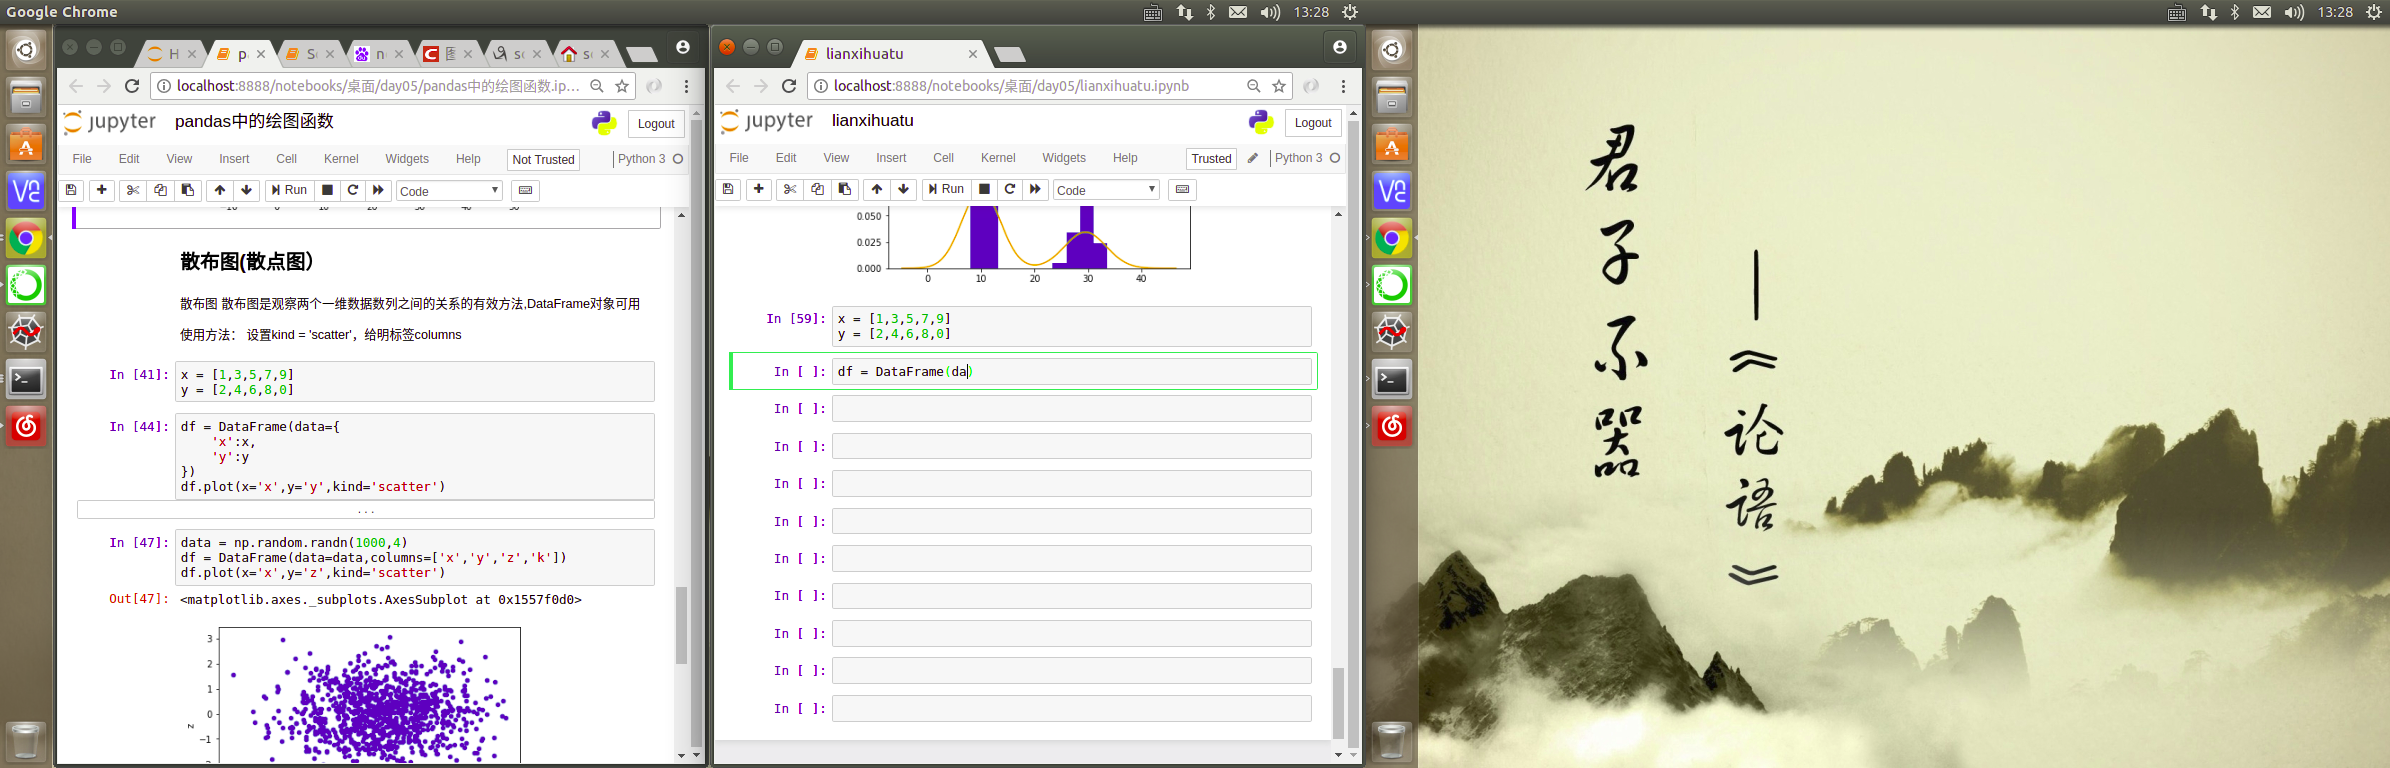 Google Chrome
13:28
13:28
lianxihuatu
localhost:8888/notebooks/桌面/day05/pandas中的绘图函数.ip...
jupyter pandas中的绘图函数
Logout
File Edit View Insert Cell Kernel Widgets Help Not Trusted Python 3
Run Code
-10 0 10 20 30 40 50
散布图(散点图）
散布图 散布图是观察两个一维数据数列之间的关系的有效方法,DataFrame对象可用
使用方法： 设置kind = 'scatter'，给明标签columns
In [41]: x = [1,3,5,7,9]
y = [2,4,6,8,0]
In [44]: df = DataFrame(data={
'x':x,
'y':y
})
df.plot(x='x',y='y',kind='scatter')
...
In [47]: data = np.random.randn(1000,4)
df = DataFrame(data=data,columns=['x','y','z','k'])
df.plot(x='x',y='z',kind='scatter')
Out[47]: <matplotlib.axes._subplots.AxesSubplot at 0x1557f0d0>
3
2
1
0
-1
z
localhost:8888/notebooks/桌面/day05/lianxihuatu.ipynb
jupyter lianxihuatu
Logout
File Edit View Insert Cell Kernel Widgets Help Trusted Python 3
Run Code
0.050
0.025
0.000
0 10 20 30 40
In [59]: x = [1,3,5,7,9]
y = [2,4,6,8,0]
In [ ]: df = DataFrame(da)
In [ ]:
In [ ]:
In [ ]:
In [ ]:
In [ ]:
In [ ]:
In [ ]:
In [ ]:
In [ ]:
君子不器
—《论语》